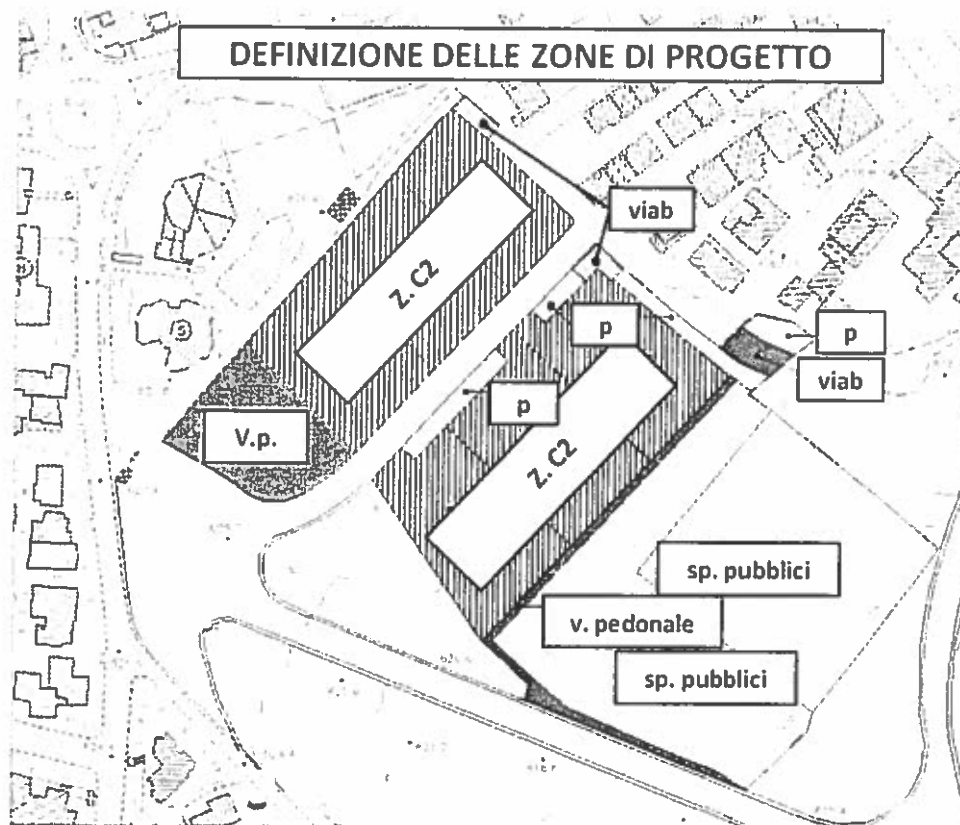 DEFINIZIONE DELLE ZONE DI PROGETTO
viab
Z. C2
p
p
viab
p
V.p.
Z. C2
sp. pubblici
v. pedonale
sp. pubblici